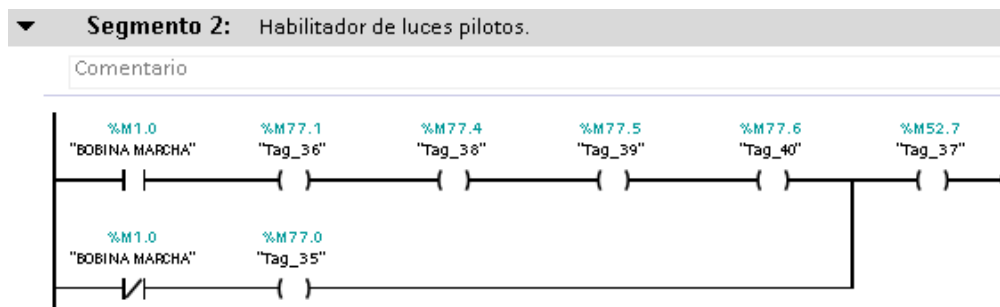 Segmento 2: Habilitador de luces pilotos.
Comentario
%M1.0 %M77.1 %M77.4 %M77.5 %M77.6 %M52.7
"BOBINA MARCHA" "Tag_36" "Tag_38" "Tag_39" "Tag_40" "Tag_37"
%M1.0 %M77.0
"BOBINA MARCHA" "Tag_35"